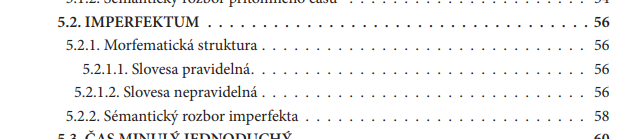 5.1.2. Sémantický rozbor přítomného času . . . . . . . . . . . . . . . . . . . . . . . . . . . . . . 54
5.2. IMPERFEKTUM . . . . . . . . . . . . . . . . . . . . . . . . . . . . . . . . . . . . . . . . . . . . . . . 56
5.2.1. Morfematická struktura . . . . . . . . . . . . . . . . . . . . . . . . . . . . . . . . . . . . . . . 56
5.2.1.1. Slovesa pravidelná. . . . . . . . . . . . . . . . . . . . . . . . . . . . . . . . . . . . . . . . 56
5.2.1.2. Slovesa nepravidelná . . . . . . . . . . . . . . . . . . . . . . . . . . . . . . . . . . . . . . 56
5.2.2. Sémantický rozbor imperfekta . . . . . . . . . . . . . . . . . . . . . . . . . . . . . . . . . . 58
5.3. ČAS MINULÝ JEDNODUCHÝ . . . . . . . . . . . . . . . . . . . . . . . . . . . . . . . . . . . 60